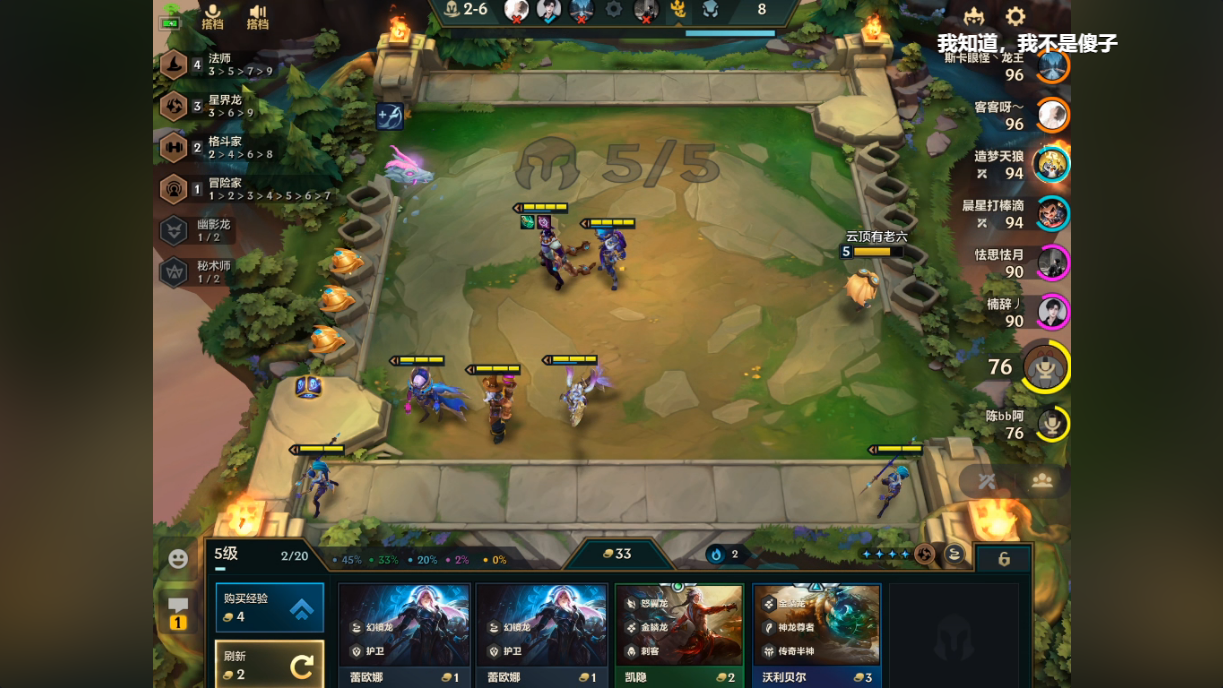 搭档
搭档
2-6
8
我知道，我不是傻子
4 法师
3 > 5 > 7 > 9
3 星界龙
3 > 6 > 9
2 格斗家
2 > 4 > 6 > 8
1 冒险家
1 > 2 > 3 > 4 > 5 > 6 > 7
幽影龙
1 / 2
秘术师
1 / 2
5/5
云顶有老六
5
斯卡眼怪丶龙王
96
客客呀～
96
造梦天狼
94
晨星打棒滴
94
怯思怯月
90
楠辞丿
90
76
陈bb阿
76
5级
2/20
45% 33% 20% 2% 0%
33
2
6
购买经验
4
刷新
2
1
幻镜龙
护卫
蕾欧娜 1
幻镜龙
护卫
蕾欧娜 1
怒翼龙
金鳞龙
刺客
凯隐 2
金鳞龙
神龙尊者
传奇半神
沃利贝尔 3